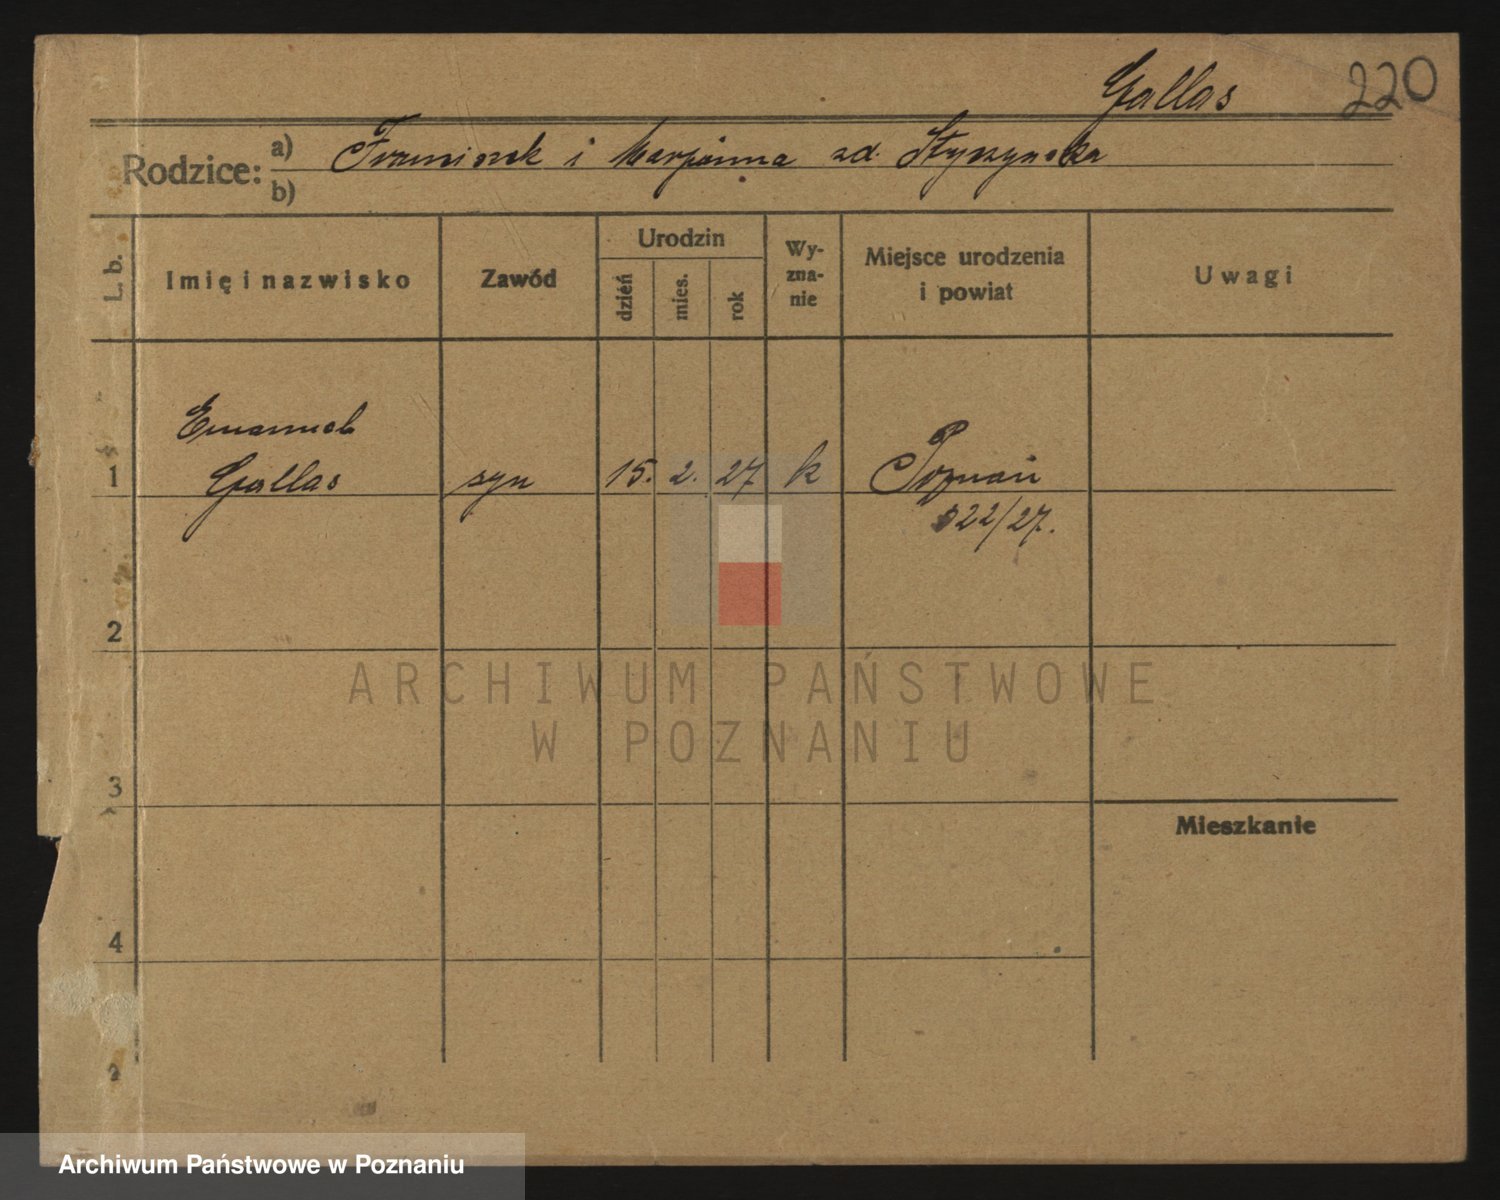 Gallas 220
Rodzice: a) Franciszek i Marjanna zd. Styszynska
b)
L. b. Imię i nazwisko Zawód Urodzin dzień mies. rok Wy-zna-nie Miejsce urodzenia i powiat Uwagi
Emanuel
1 Gallas syn 15. 2. 27 k Poznań
522/27.
2
ARCHIWUM PAŃSTWOWE
W POZNANIU
3
Mieszkanie
4
Archiwum Państwowe w Poznaniu